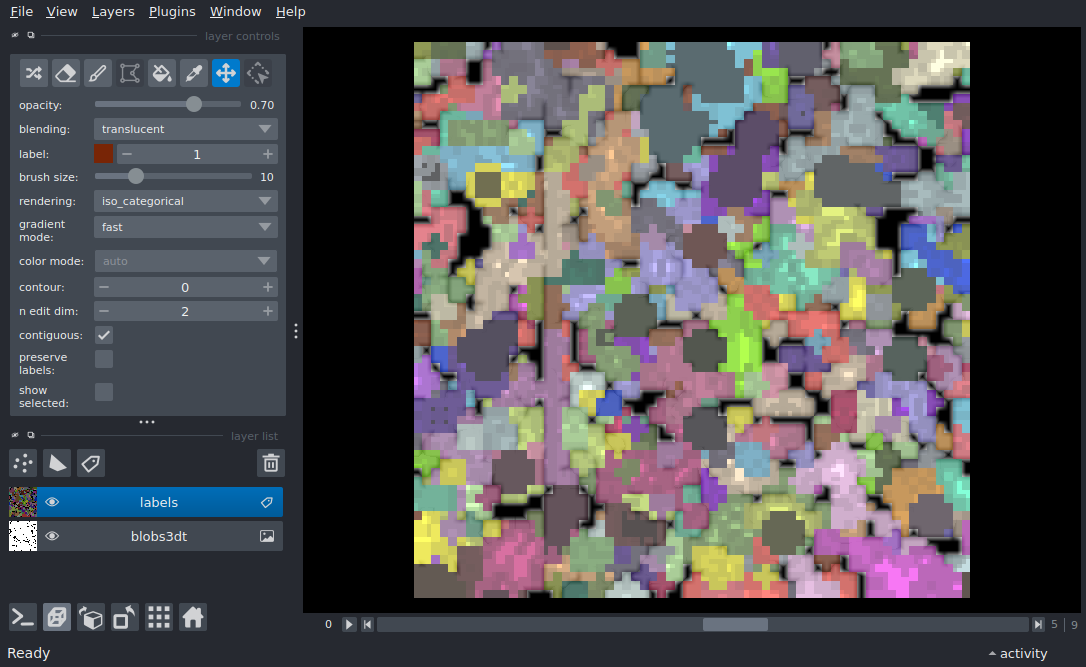 File View Layers Plugins Window Help
layer controls
opacity: 0.70
blending: translucent
label: 1
brush size: 10
rendering: iso_categorical
gradient
mode: fast
color mode: auto
contour: 0
n edit dim: 2
contiguous:
preserve
labels:
show
selected:
layer list
labels
blobs3dt
0 5 | 9
Ready activity